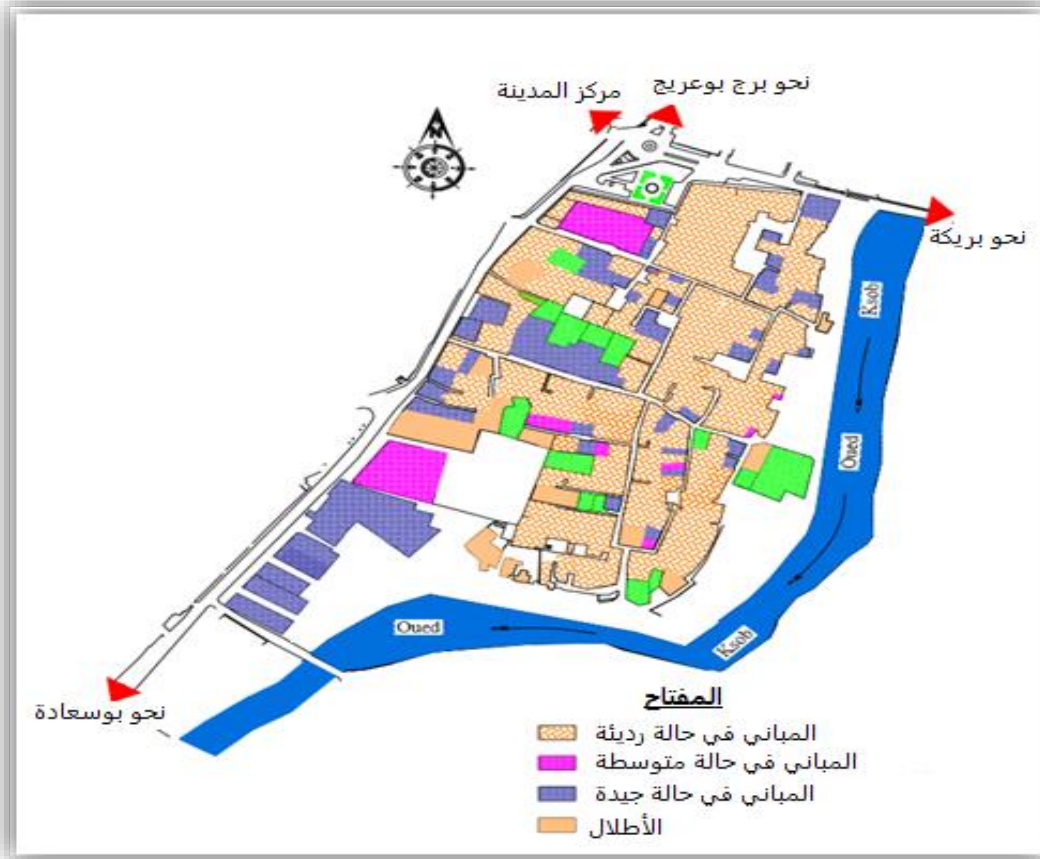 نحو برج بوعريج
مركز المدينة
N
نحو بريكة
Ksob
Oued
Ksob
Oued
نحو بوسعادة
المفتاح
المباني في حالة رديئة
المباني في حالة متوسطة
المباني في حالة جيدة
الأطلال